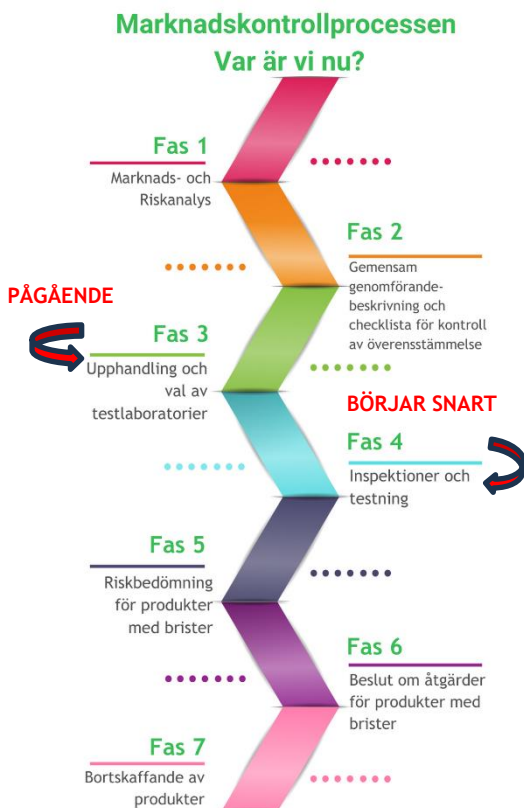 Marknadskontrollprocessen
Var är vi nu?
Fas 1
Marknads- och
Riskanalys
Fas 2
Gemensam
genomförande-
beskrivning och
checklista för kontroll
av överensstämmelse
PÅGÅENDE
Fas 3
Upphandling och
val av
testlaboratorier
BÖRJAR SNART
Fas 4
Inspektioner och
testning
Fas 5
Riskbedömning
för produkter
med brister
Fas 6
Beslut om åtgärder
för produkter med
brister
Fas 7
Bortskaffande av
produkter